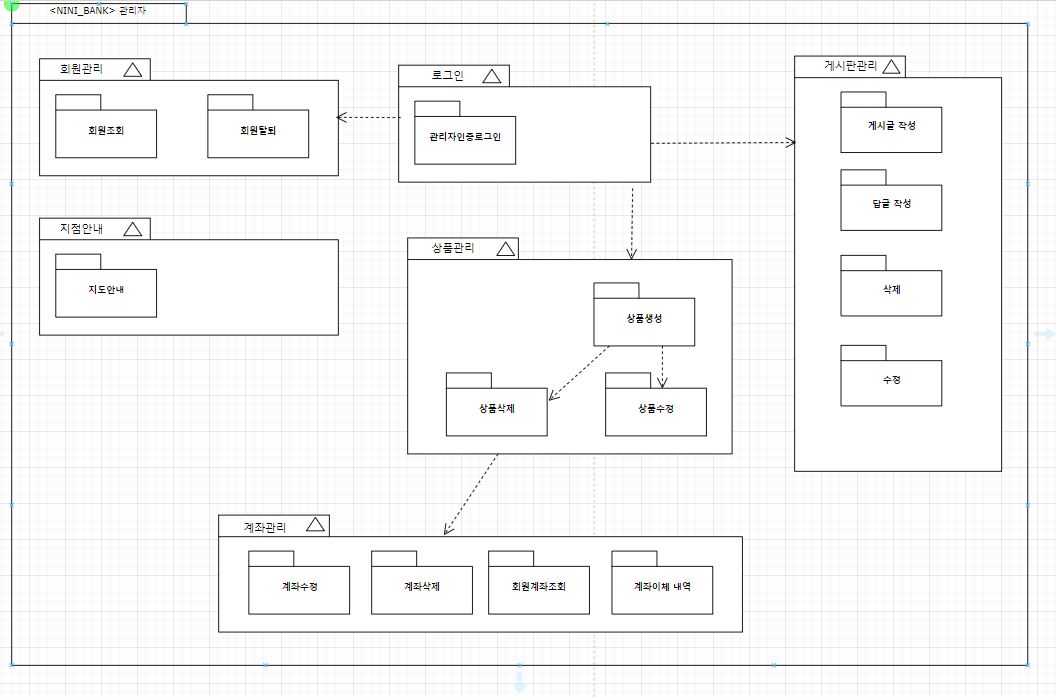 <NINI_BANK> 관리자
회원관리
회원조회
회원탈퇴
로그인
관리자인증로그인
게시판관리
게시글 작성
답글 작성
삭제
수정
지점안내
지도안내
상품관리
상품생성
상품삭제
상품수정
계좌관리
계좌수정
계좌삭제
회원계좌조회
계좌이체 내역